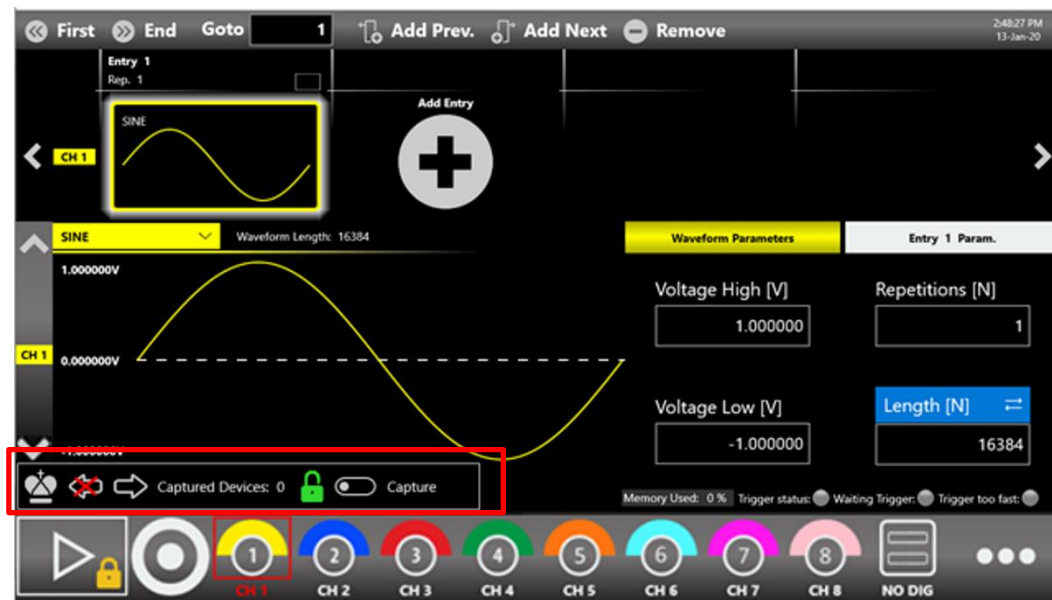 First End Goto 1 Add Prev. Add Next Remove
2:48:27 PM
13-Jan-20
Entry 1
Rep. 1
SINE
Add Entry
CH 1
SINE Waveform Length: 16384 Waveform Parameters Entry 1 Param.
1.000000V
Voltage High [V] Repetitions [N]
1.000000 1
CH 1
0.000000V
Voltage Low [V] Length [N]
-1.000000 16384
-1.000000V
Captured Devices: 0 Capture
Memory Used: 0 % Trigger status: Waiting Trigger: Trigger too fast:
1 2 3 4 5 6 7 8
CH 1 CH 2 CH 3 CH 4 CH 5 CH 6 CH 7 CH 8 NO DIG